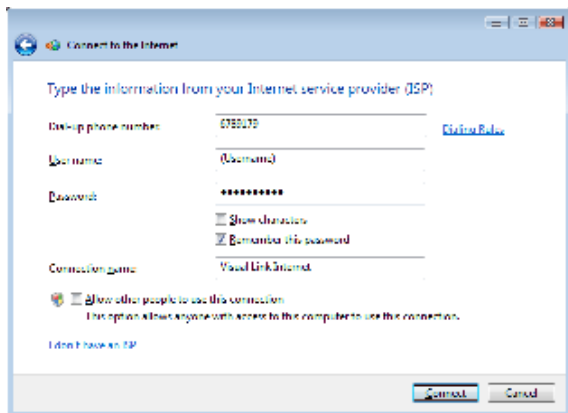 Connect to the Internet
Type the information from your Internet service provider (ISP)
Dial-up phone number:
Dialing Rules
User name: (Username)
Password: ••••••••••
Show characters
Remember this password
Connection name: Visual Link Internet
Allow other people to use this connection
This option allows anyone with access to this computer to use this connection.
I don't have an ISP
Connect Cancel